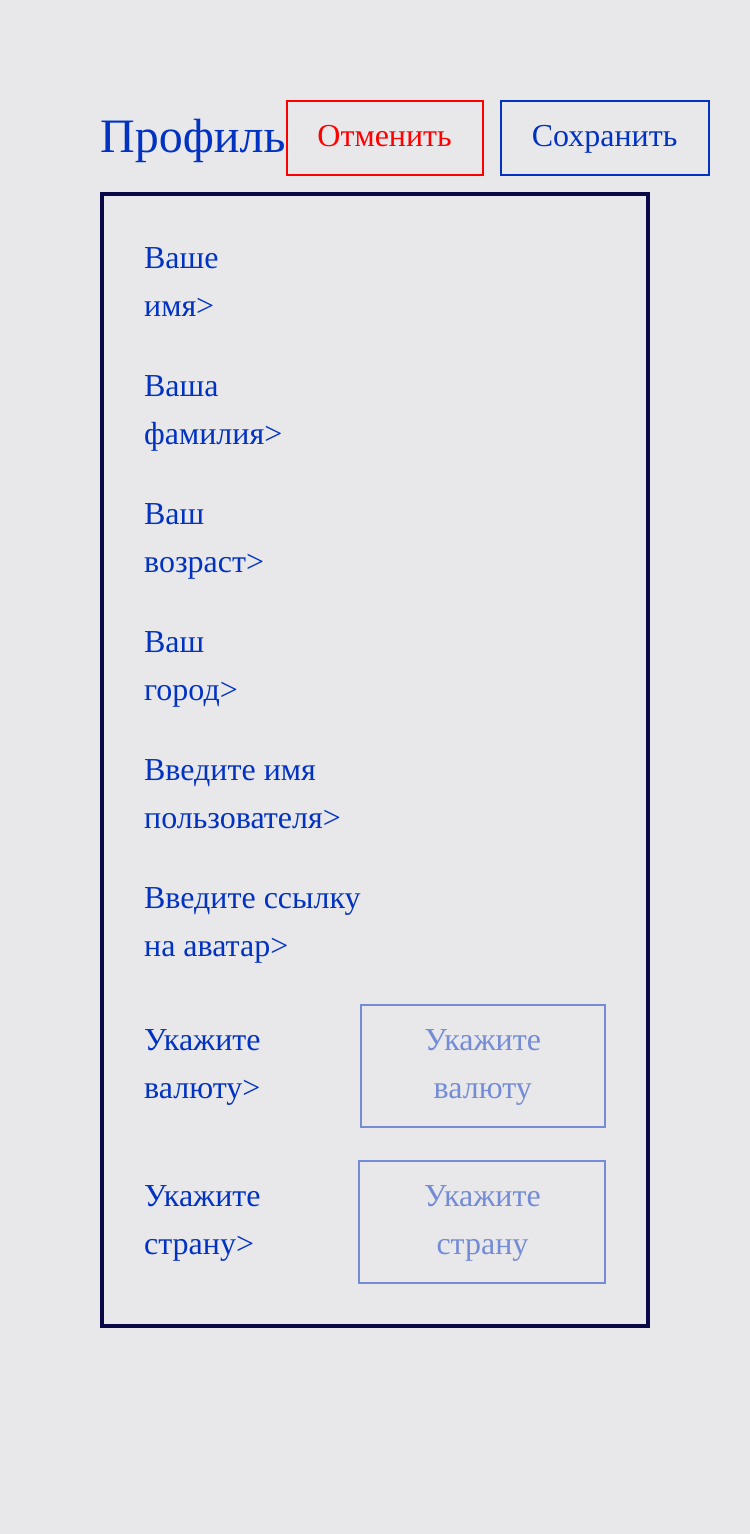 Профиль Отменить Сохранить
Ваше
имя>
Ваша
фамилия>
Ваш
возраст>
Ваш
город>
Введите имя
пользователя>
Введите ссылку
на аватар>
Укажите
валюту>
Укажите
валюту
Укажите
страну>
Укажите
страну